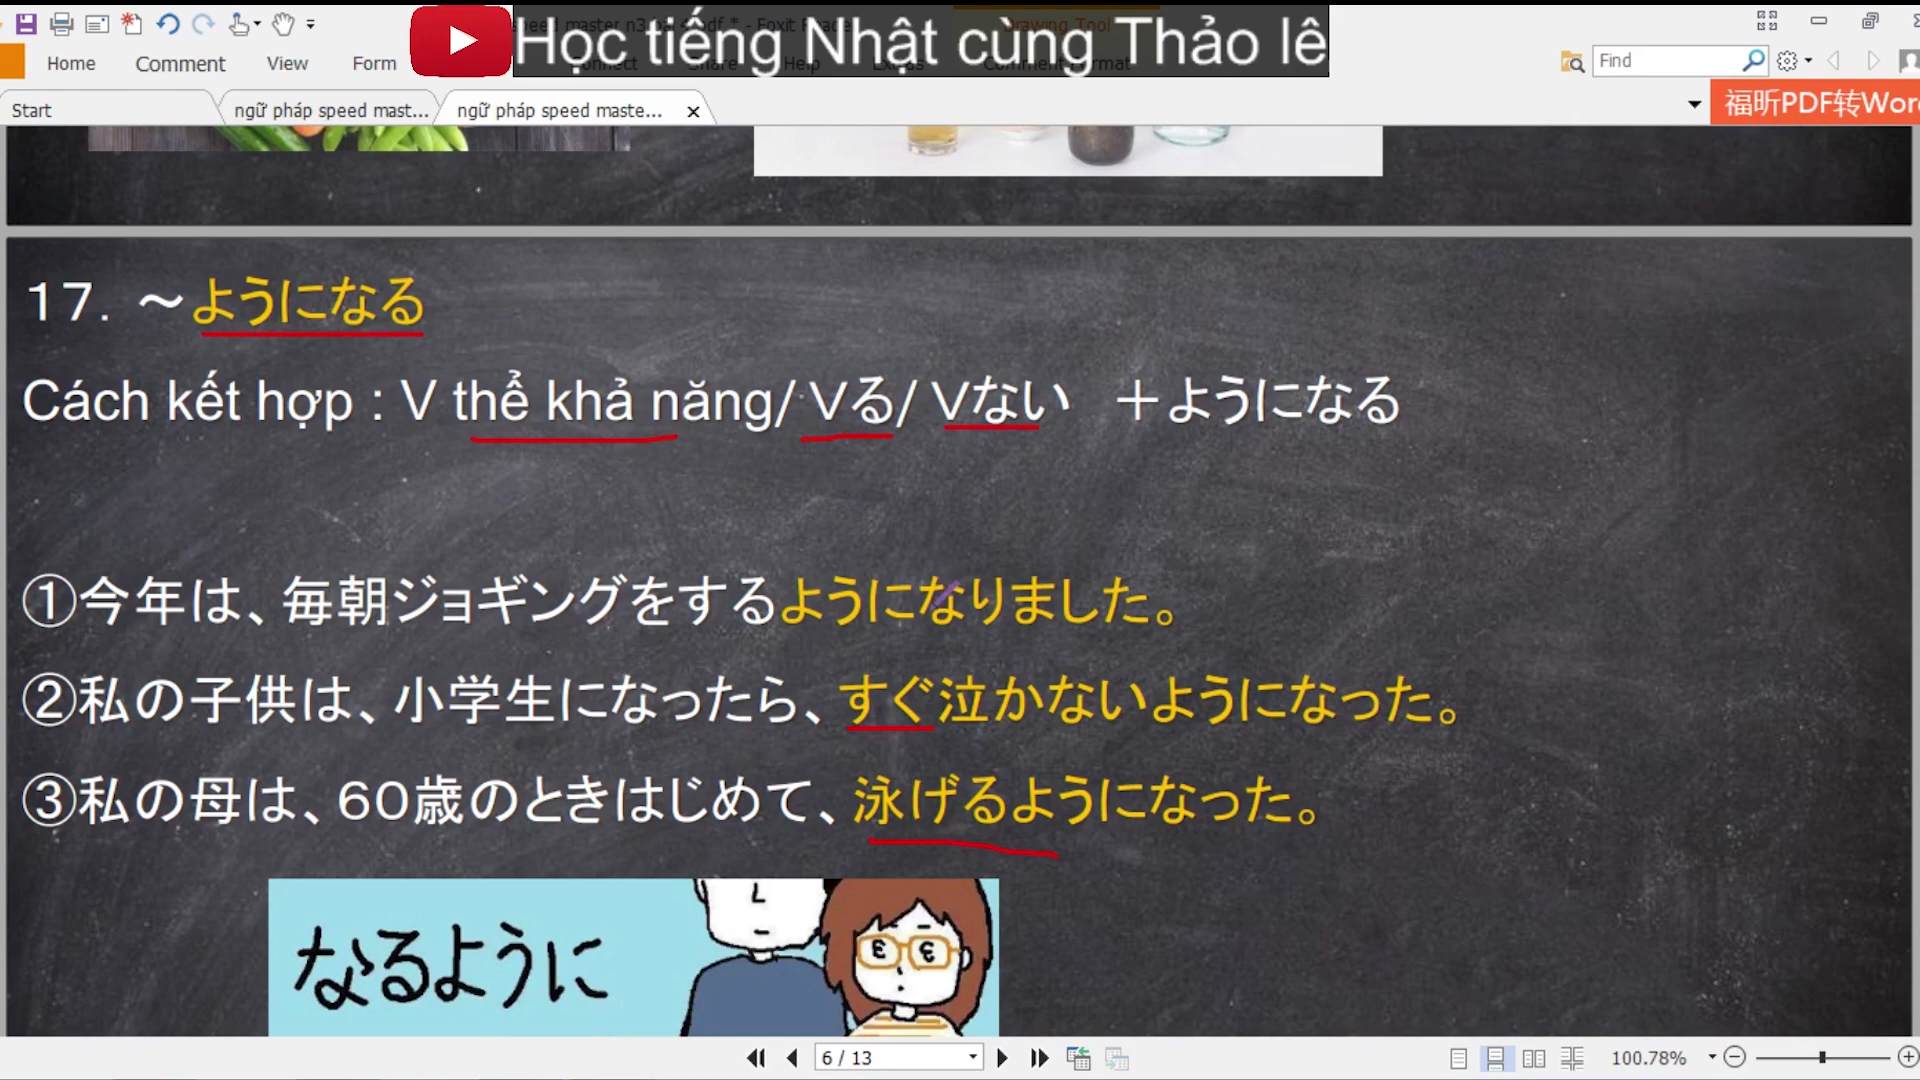 Học tiếng Nhật cùng Thảo lê
Home Comment View Form
Find
Start
ngữ pháp speed mast...
ngữ pháp speed maste...
福昕PDF转Wor
17. ～ようになる
Cách kết hợp : V thể khả năng/ Vる/ Vない ＋ようになる
①今年は、毎朝ジョギングをするようになりました。
②私の子供は、小学生になったら、すぐ泣かないようになった。
③私の母は、60歳のときはじめて、泳げるようになった。
なるように
6 / 13
100.78%